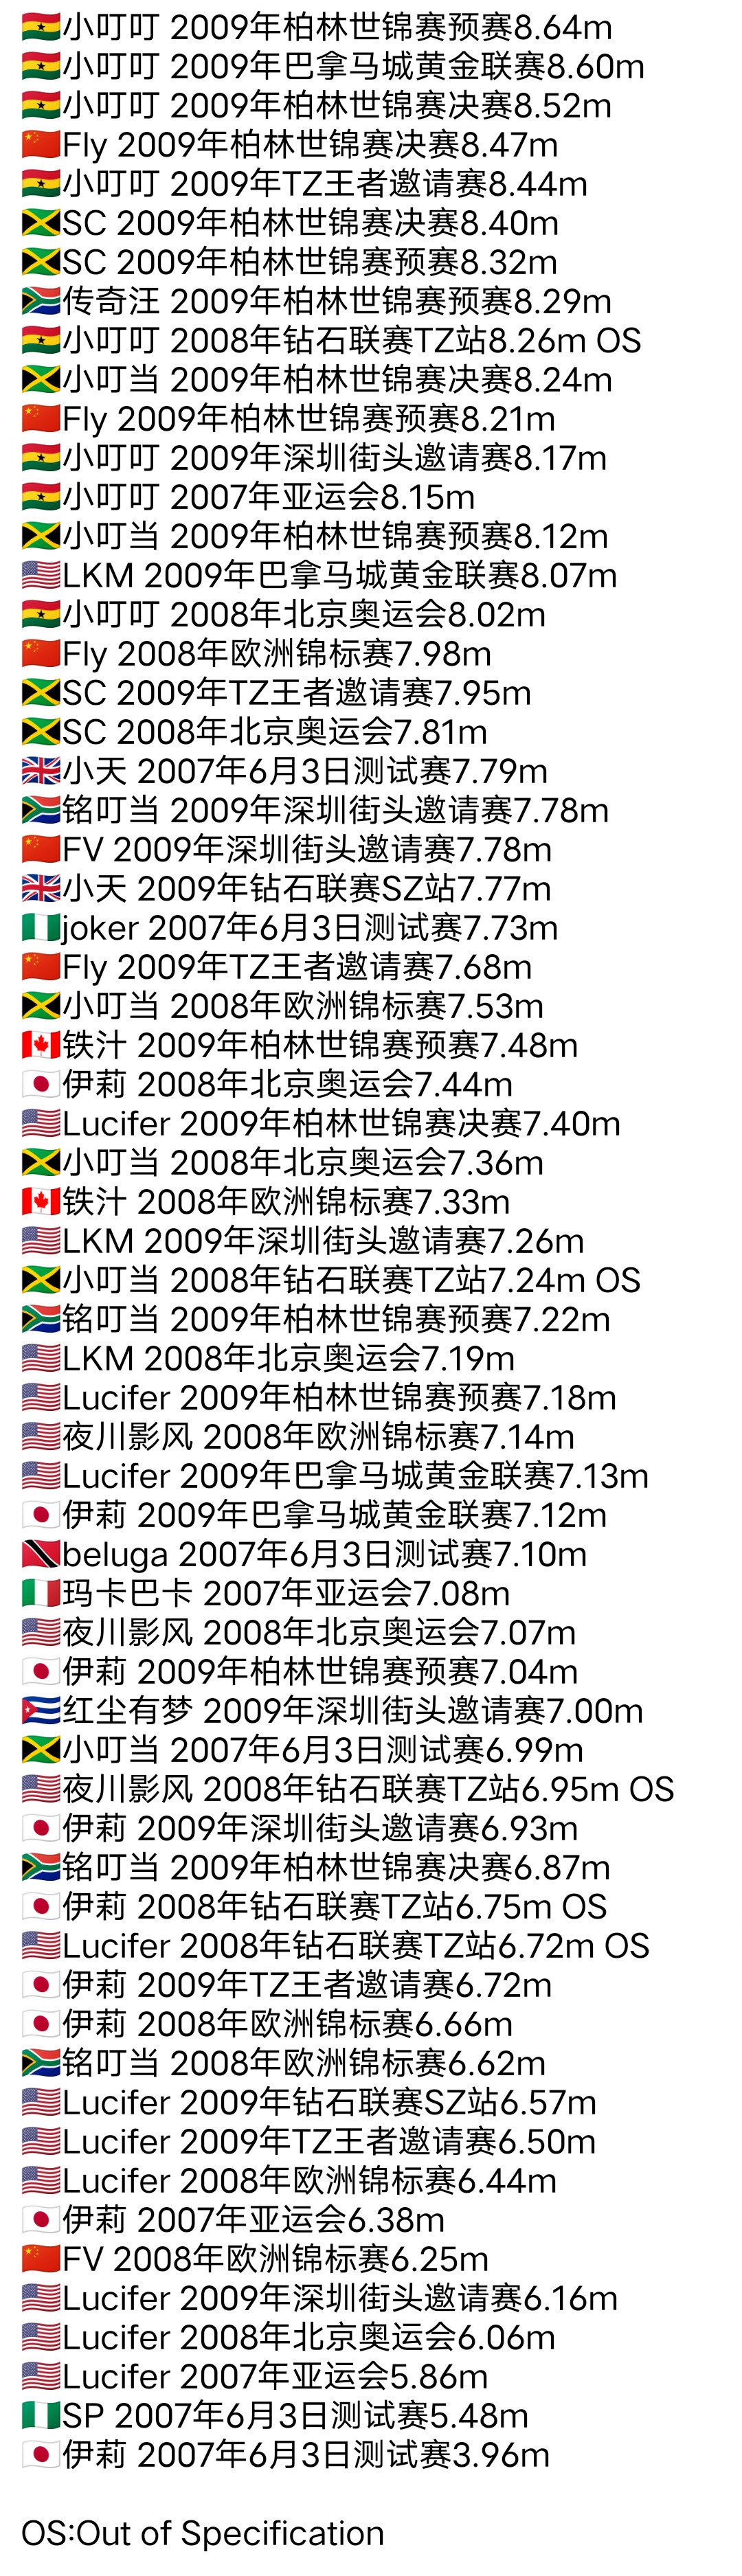 🇬🇭小叮叮 2009年柏林世锦赛预赛8.64m
🇬🇭小叮叮 2009年巴拿马城黄金联赛8.60m
🇬🇭小叮叮 2009年柏林世锦赛决赛8.52m
🇨🇳Fly 2009年柏林世锦赛决赛8.47m
🇬🇭小叮叮 2009年TZ王者邀请赛8.44m
🇯🇲SC 2009年柏林世锦赛决赛8.40m
🇯🇲SC 2009年柏林世锦赛预赛8.32m
🇿🇦传奇汪 2009年柏林世锦赛预赛8.29m
🇬🇭小叮叮 2008年钻石联赛TZ站8.26m OS
🇯🇲小叮当 2009年柏林世锦赛决赛8.24m
🇨🇳Fly 2009年柏林世锦赛预赛8.21m
🇬🇭小叮叮 2009年深圳街头邀请赛8.17m
🇬🇭小叮叮 2007年亚运会8.15m
🇯🇲小叮当 2009年柏林世锦赛预赛8.12m
🇺🇸LKM 2009年巴拿马城黄金联赛8.07m
🇬🇭小叮叮 2008年北京奥运会8.02m
🇨🇳Fly 2008年欧洲锦标赛7.98m
🇯🇲SC 2009年TZ王者邀请赛7.95m
🇯🇲SC 2008年北京奥运会7.81m
🇬🇧小天 2007年6月3日测试赛7.79m
🇿🇦铭叮当 2009年深圳街头邀请赛7.78m
🇨🇳FV 2009年深圳街头邀请赛7.78m
🇬🇧小天 2009年钻石联赛SZ站7.77m
🇳🇬joker 2007年6月3日测试赛7.73m
🇨🇳Fly 2009年TZ王者邀请赛7.68m
🇯🇲小叮当 2008年欧洲锦标赛7.53m
🇨🇦铁汁 2009年柏林世锦赛预赛7.48m
🇯🇵伊莉 2008年北京奥运会7.44m
🇺🇸Lucifer 2009年柏林世锦赛决赛7.40m
🇯🇲小叮当 2008年北京奥运会7.36m
🇨🇦铁汁 2008年欧洲锦标赛7.33m
🇺🇸LKM 2009年深圳街头邀请赛7.26m
🇯🇲小叮当 2008年钻石联赛TZ站7.24m OS
🇿🇦铭叮当 2009年柏林世锦赛预赛7.22m
🇺🇸LKM 2008年北京奥运会7.19m
🇺🇸Lucifer 2009年柏林世锦赛预赛7.18m
🇺🇸夜川影风 2008年欧洲锦标赛7.14m
🇺🇸Lucifer 2009年巴拿马城黄金联赛7.13m
🇯🇵伊莉 2009年巴拿马城黄金联赛7.12m
🇹🇹beluga 2007年6月3日测试赛7.10m
🇮🇹玛卡巴卡 2007年亚运会7.08m
🇺🇸夜川影风 2008年北京奥运会7.07m
🇯🇵伊莉 2009年柏林世锦赛预赛7.04m
🇨🇺红尘有梦 2009年深圳街头邀请赛7.00m
🇯🇲小叮当 2007年6月3日测试赛6.99m
🇺🇸夜川影风 2008年钻石联赛TZ站6.95m OS
🇯🇵伊莉 2009年深圳街头邀请赛6.93m
🇿🇦铭叮当 2009年柏林世锦赛决赛6.87m
🇯🇵伊莉 2008年钻石联赛TZ站6.75m OS
🇺🇸Lucifer 2008年钻石联赛TZ站6.72m OS
🇯🇵伊莉 2009年TZ王者邀请赛6.72m
🇯🇵伊莉 2008年欧洲锦标赛6.66m
🇿🇦铭叮当 2008年欧洲锦标赛6.62m
🇺🇸Lucifer 2009年钻石联赛SZ站6.57m
🇺🇸Lucifer 2009年TZ王者邀请赛6.50m
🇺🇸Lucifer 2008年欧洲锦标赛6.44m
🇯🇵伊莉 2007年亚运会6.38m
🇨🇳FV 2008年欧洲锦标赛6.25m
🇺🇸Lucifer 2009年深圳街头邀请赛6.16m
🇺🇸Lucifer 2008年北京奥运会6.06m
🇺🇸Lucifer 2007年亚运会5.86m
🇳🇬SP 2007年6月3日测试赛5.48m
🇯🇵伊莉 2007年6月3日测试赛3.96m
OS:Out of Specification